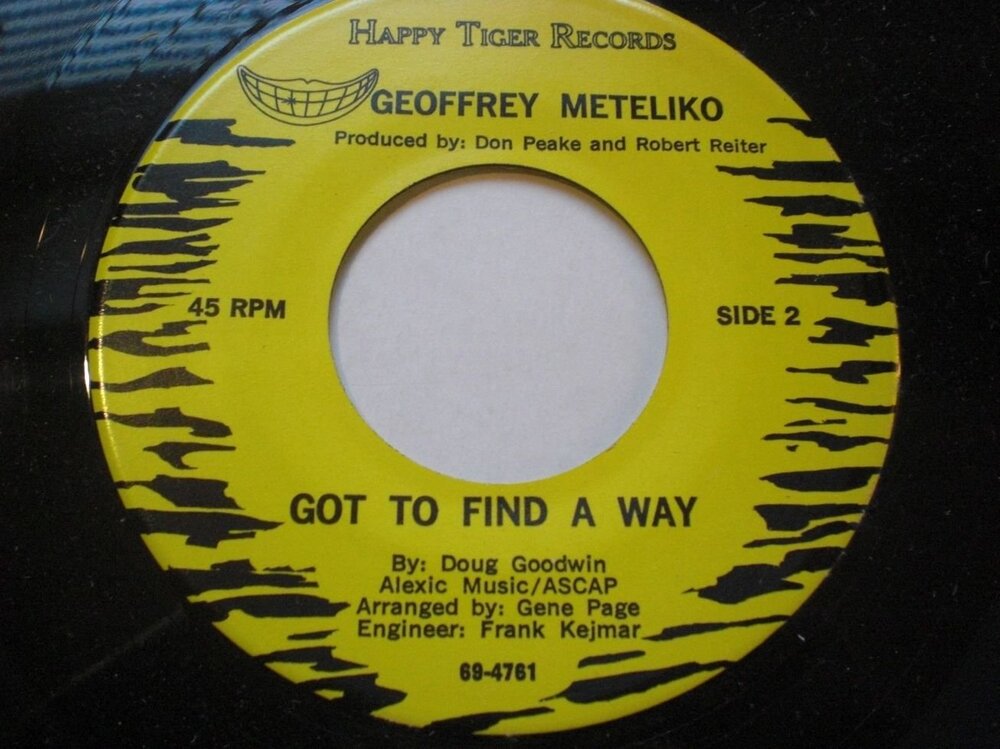 HAPPY TIGER RECORDS
GEOFFREY METELIKO
Produced by: Don Peake and Robert Reiter
45 RPM
SIDE 2
GOT TO FIND A WAY
By: Doug Goodwin
Alexic Music/ASCAP
Arranged by: Gene Page
Engineer: Frank Kejmar
69-4761